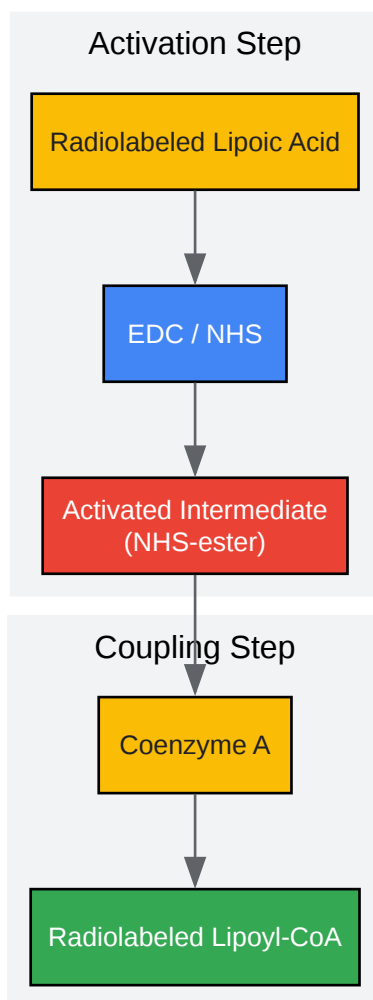 Activation Step
Radiolabeled Lipoic Acid
EDC / NHS
Activated Intermediate
(NHS-ester)
Coupling Step
Coenzyme A
Radiolabeled Lipoyl-CoA